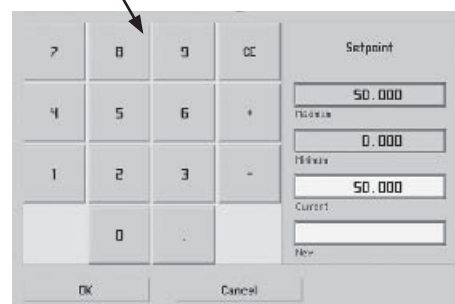 7 8 9 CE Setpoint
50.000
4 5 6 + Maximum
0.000
Minimum
1 2 3 -
50.000
Current
0 .
New
OK Cancel